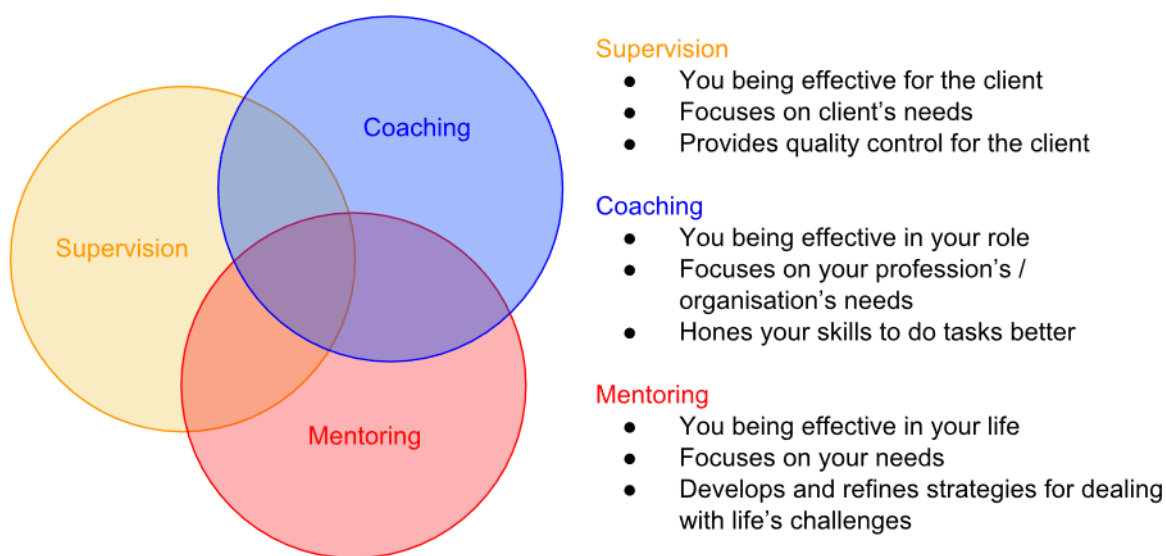 Supervision
Coaching
Mentoring
Supervision
● You being effective for the client
● Focuses on client's needs
● Provides quality control for the client
Coaching
● You being effective in your role
● Focuses on your profession's /
organisation's needs
● Hones your skills to do tasks better
Mentoring
● You being effective in your life
● Focuses on your needs
● Develops and refines strategies for dealing
with life's challenges